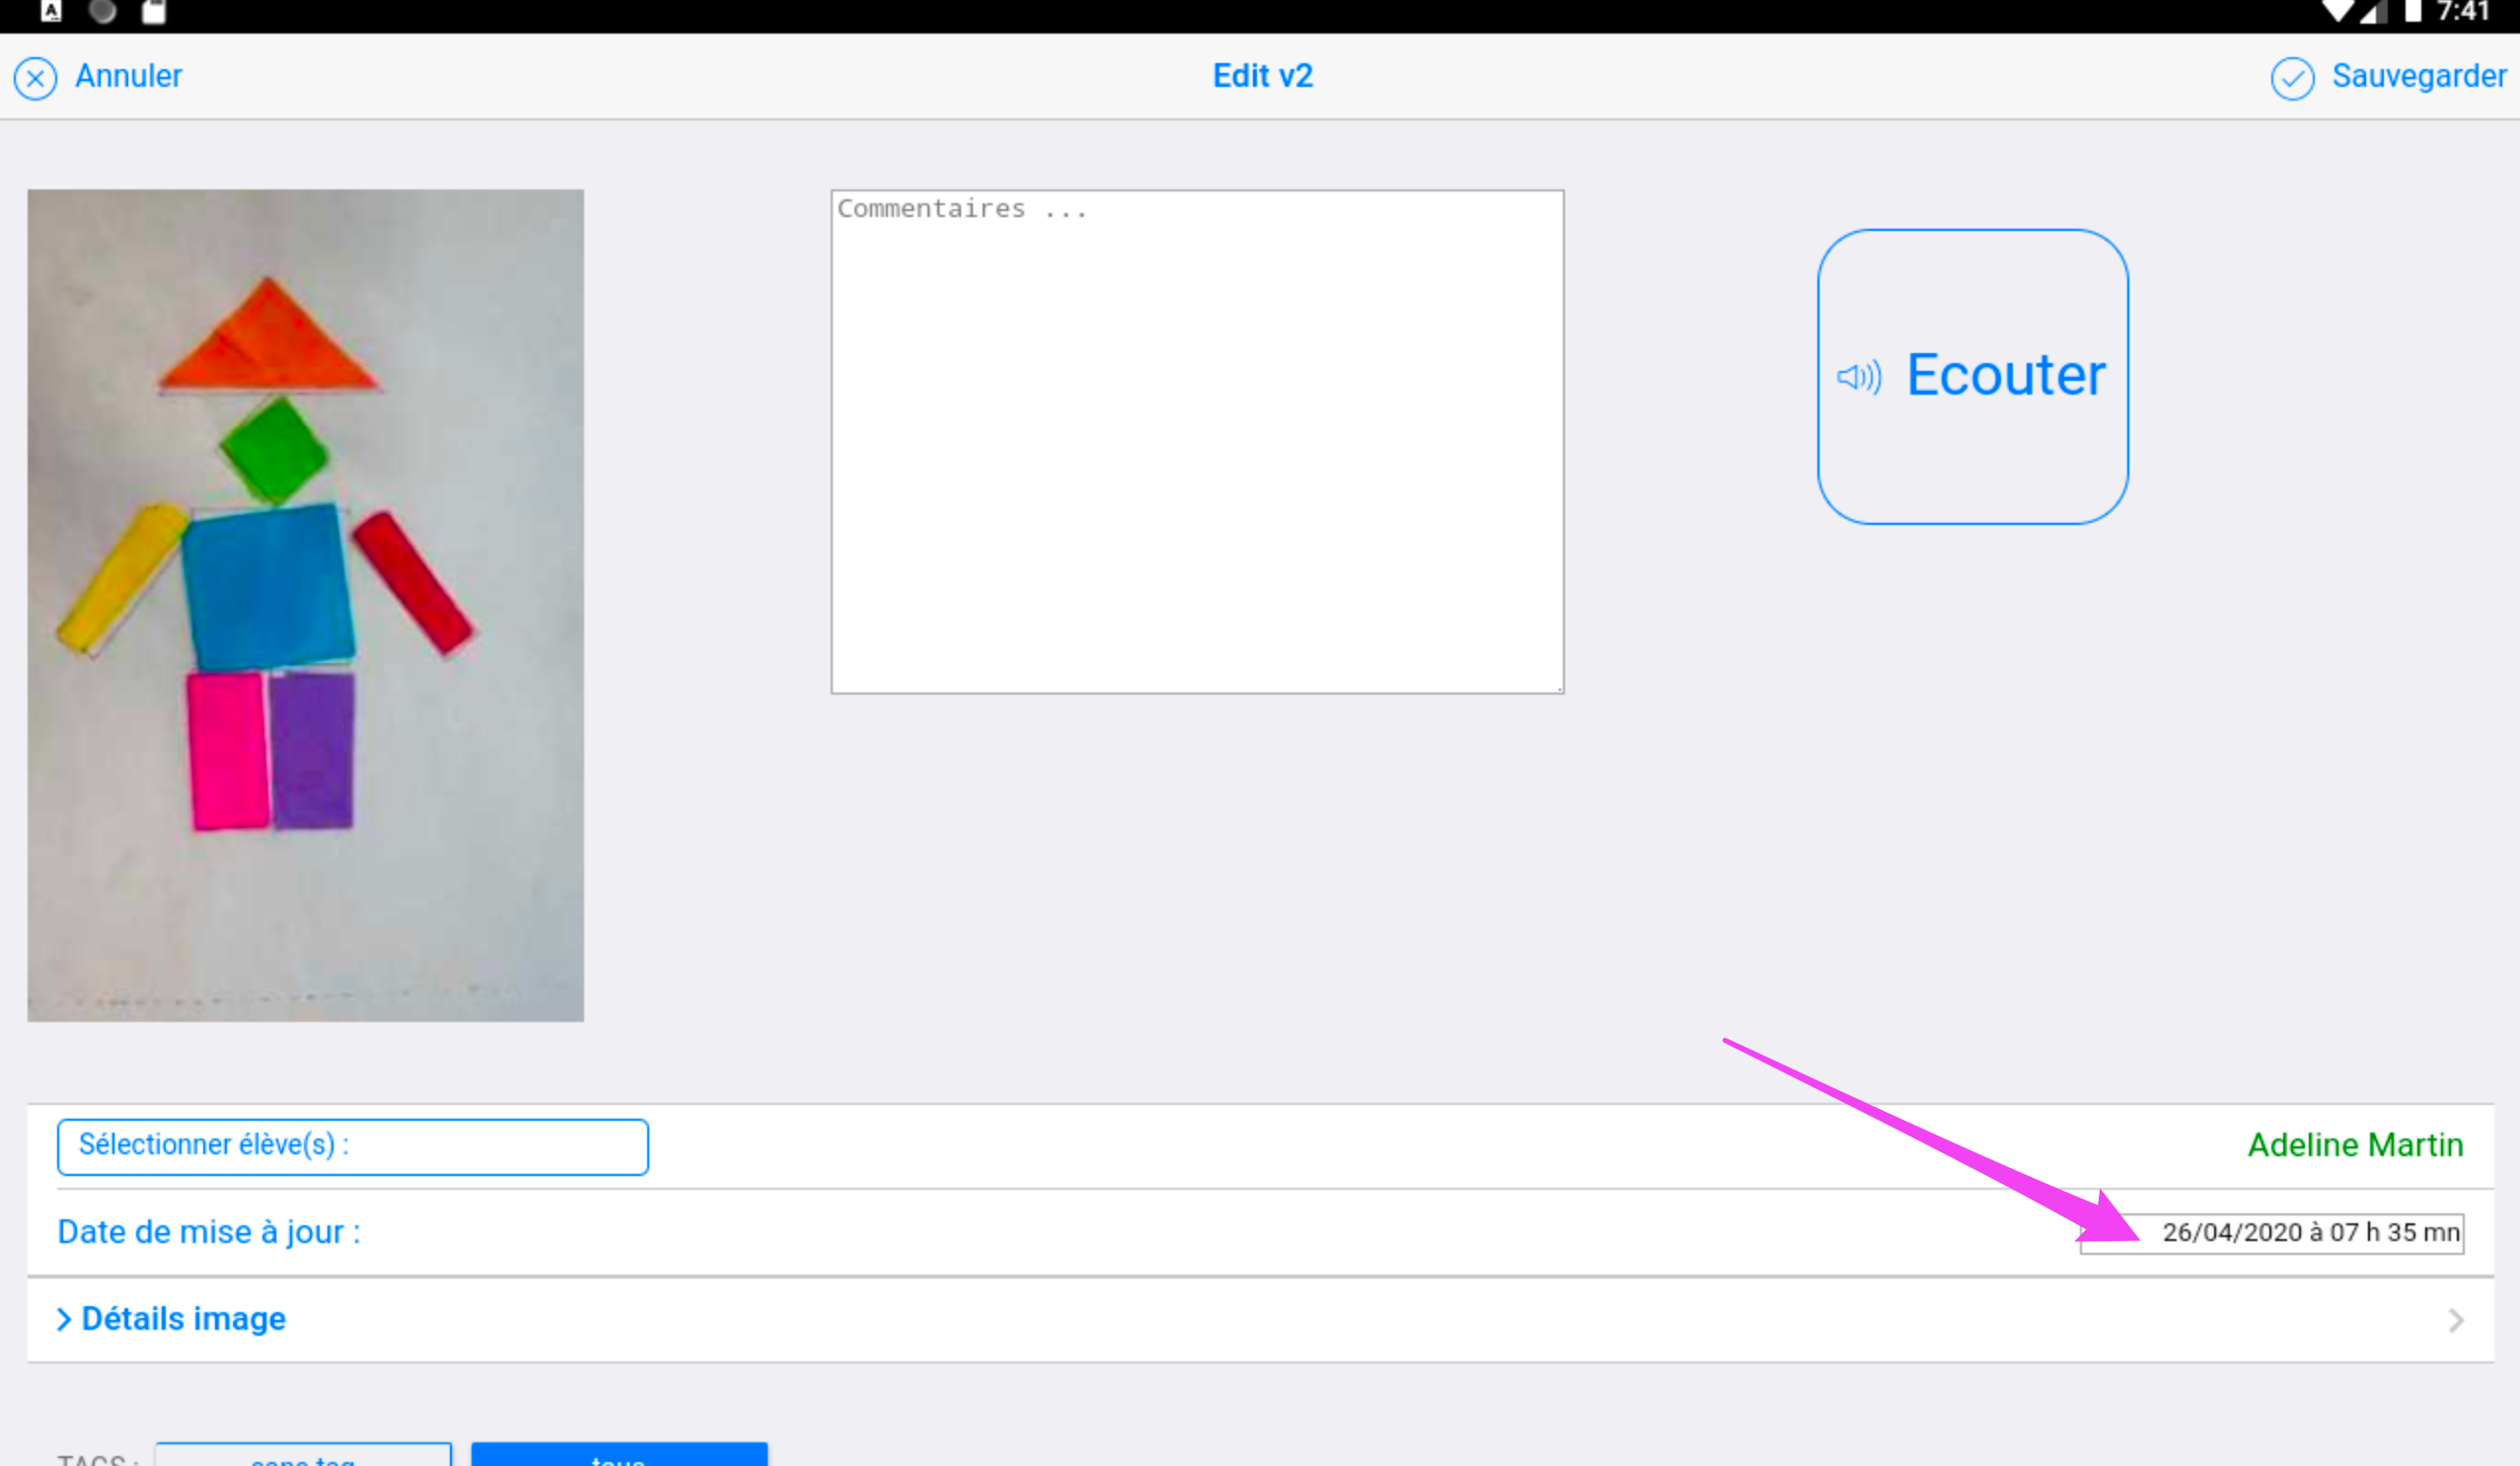 7:41
Annuler
Edit v2
Sauvegarder
Commentaires ...
Ecouter
Sélectionner élève(s) :
Adeline Martin
Date de mise à jour :
26/04/2020 à 07 h 35 mn
Détails image
TAGS :
sans tag
tous